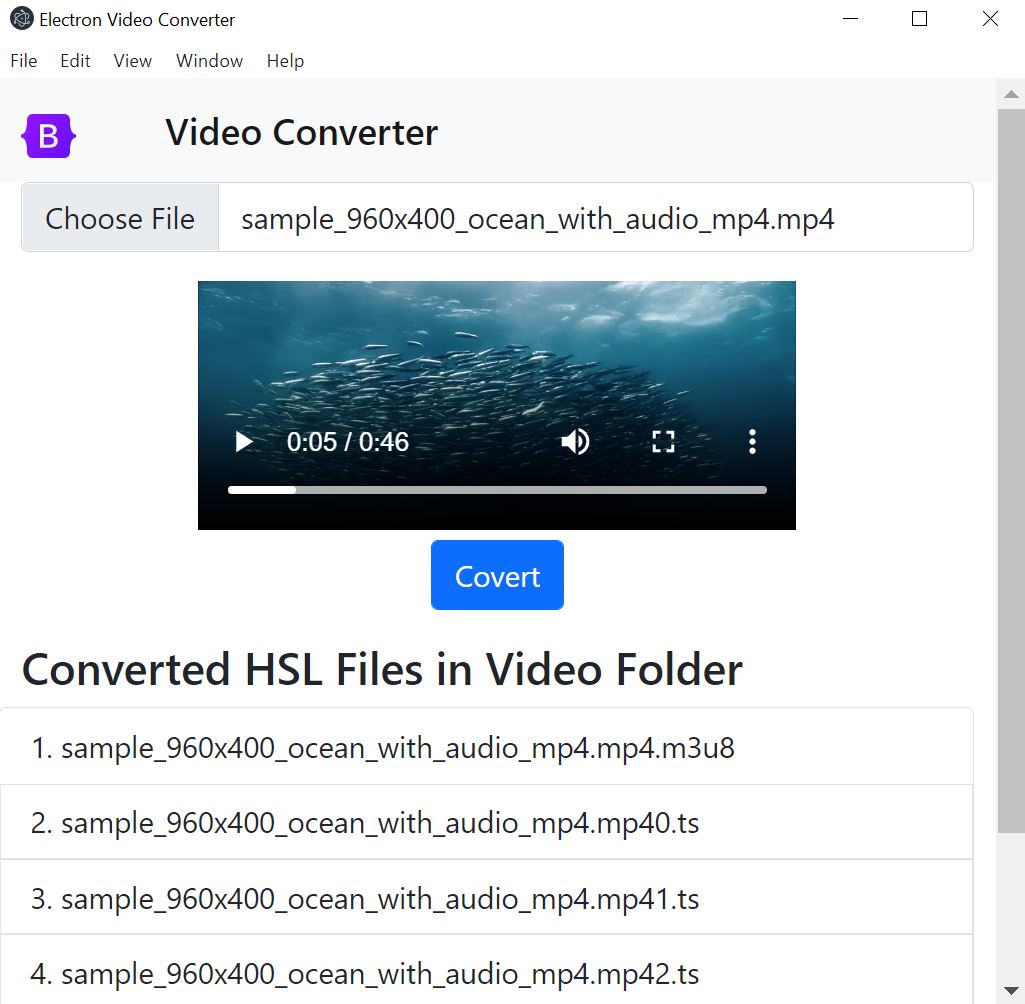 Electron Video Converter
File Edit View Window Help
B Video Converter
Choose File sample_960x400_ocean_with_audio_mp4.mp4
0:05 / 0:46
Covert
Converted HSL Files in Video Folder
1. sample_960x400_ocean_with_audio_mp4.mp4.m3u8
2. sample_960x400_ocean_with_audio_mp4.mp40.ts
3. sample_960x400_ocean_with_audio_mp4.mp41.ts
4. sample_960x400_ocean_with_audio_mp4.mp42.ts